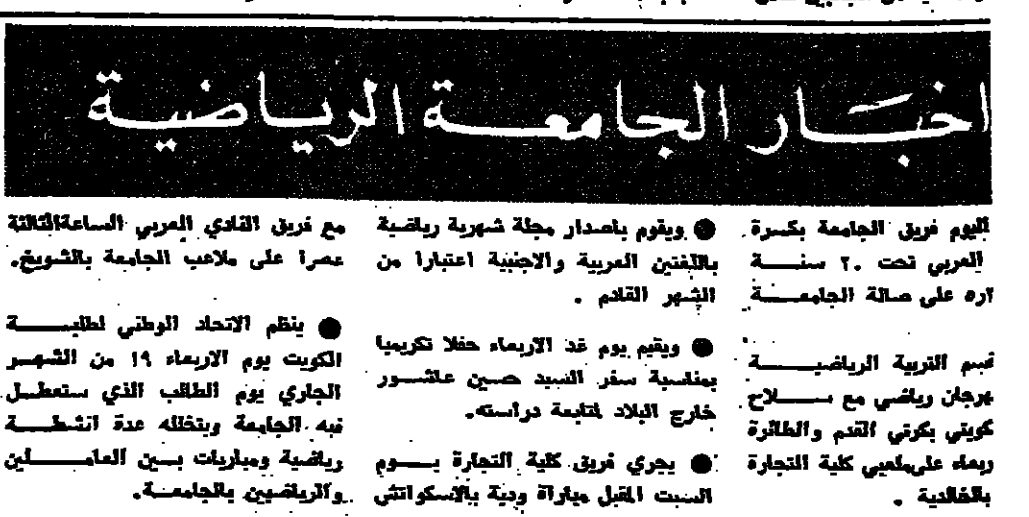 اخبار الجامعة الرياضية
اليوم فريق الجامعة بكرة
العربي تحت ٢٠ سنة
اره على صالة الجامعة
قسم التربية الرياضية
هرجان رياضي مع سلاح
كويتي بكرتي القدم والطائرة
ربعاء على ملعبي كلية التجارة
بالخالدية .
● ويقوم باصدار مجلة شهرية رياضية
باللغتين العربية والاجنبية اعتبارا من
الشهر القادم .
● ويقيم يوم غد الاربعاء حفلا تكريميا
بمناسبة سفر السيد حسين عاشور
خارج البلاد لمتابعة دراسته.
● يجري فريق كلية التجارة يوم
السبت المقبل مباراة ودية بالاسكواتش
مع فريق النادي العربي الساعة الثالثة
عصرا على ملاعب الجامعة بالشويخ.
● ينظم الاتحاد الوطني لطلبة
الكويت يوم الاربعاء ١٩ من الشهر
الجاري يوم الطالب الذي ستعطل
فيه الجامعة ويتخلله عدة انشطة
رياضية ومباريات بين العاملين
والرياضيين بالجامعة.